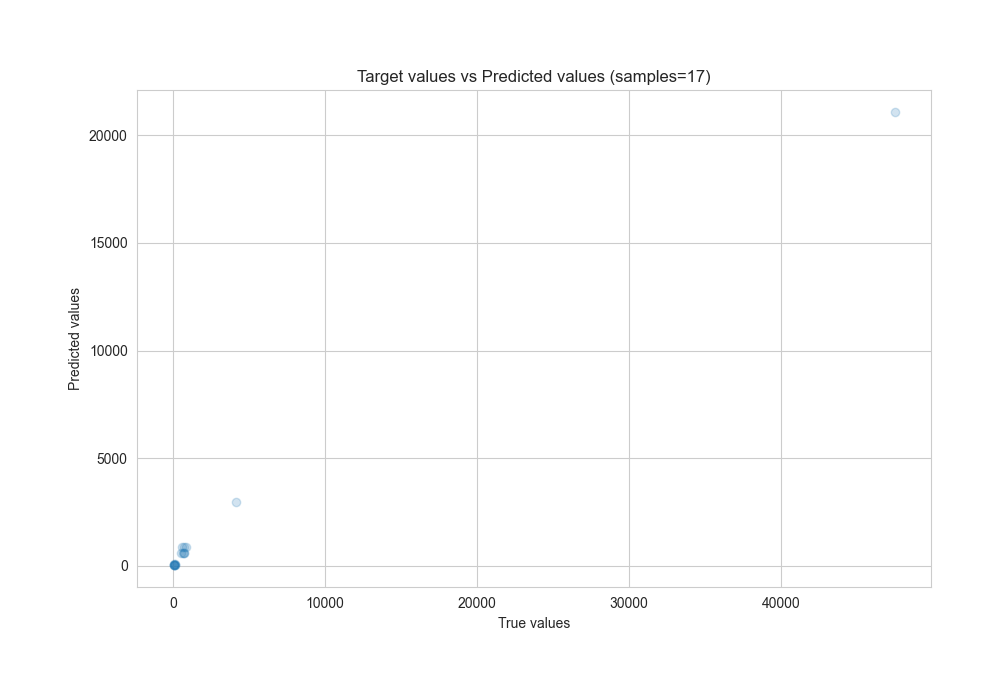 Target values vs Predicted values (samples=17)
20000
15000
10000
5000
0
Predicted values
0 10000 20000 30000 40000
True values